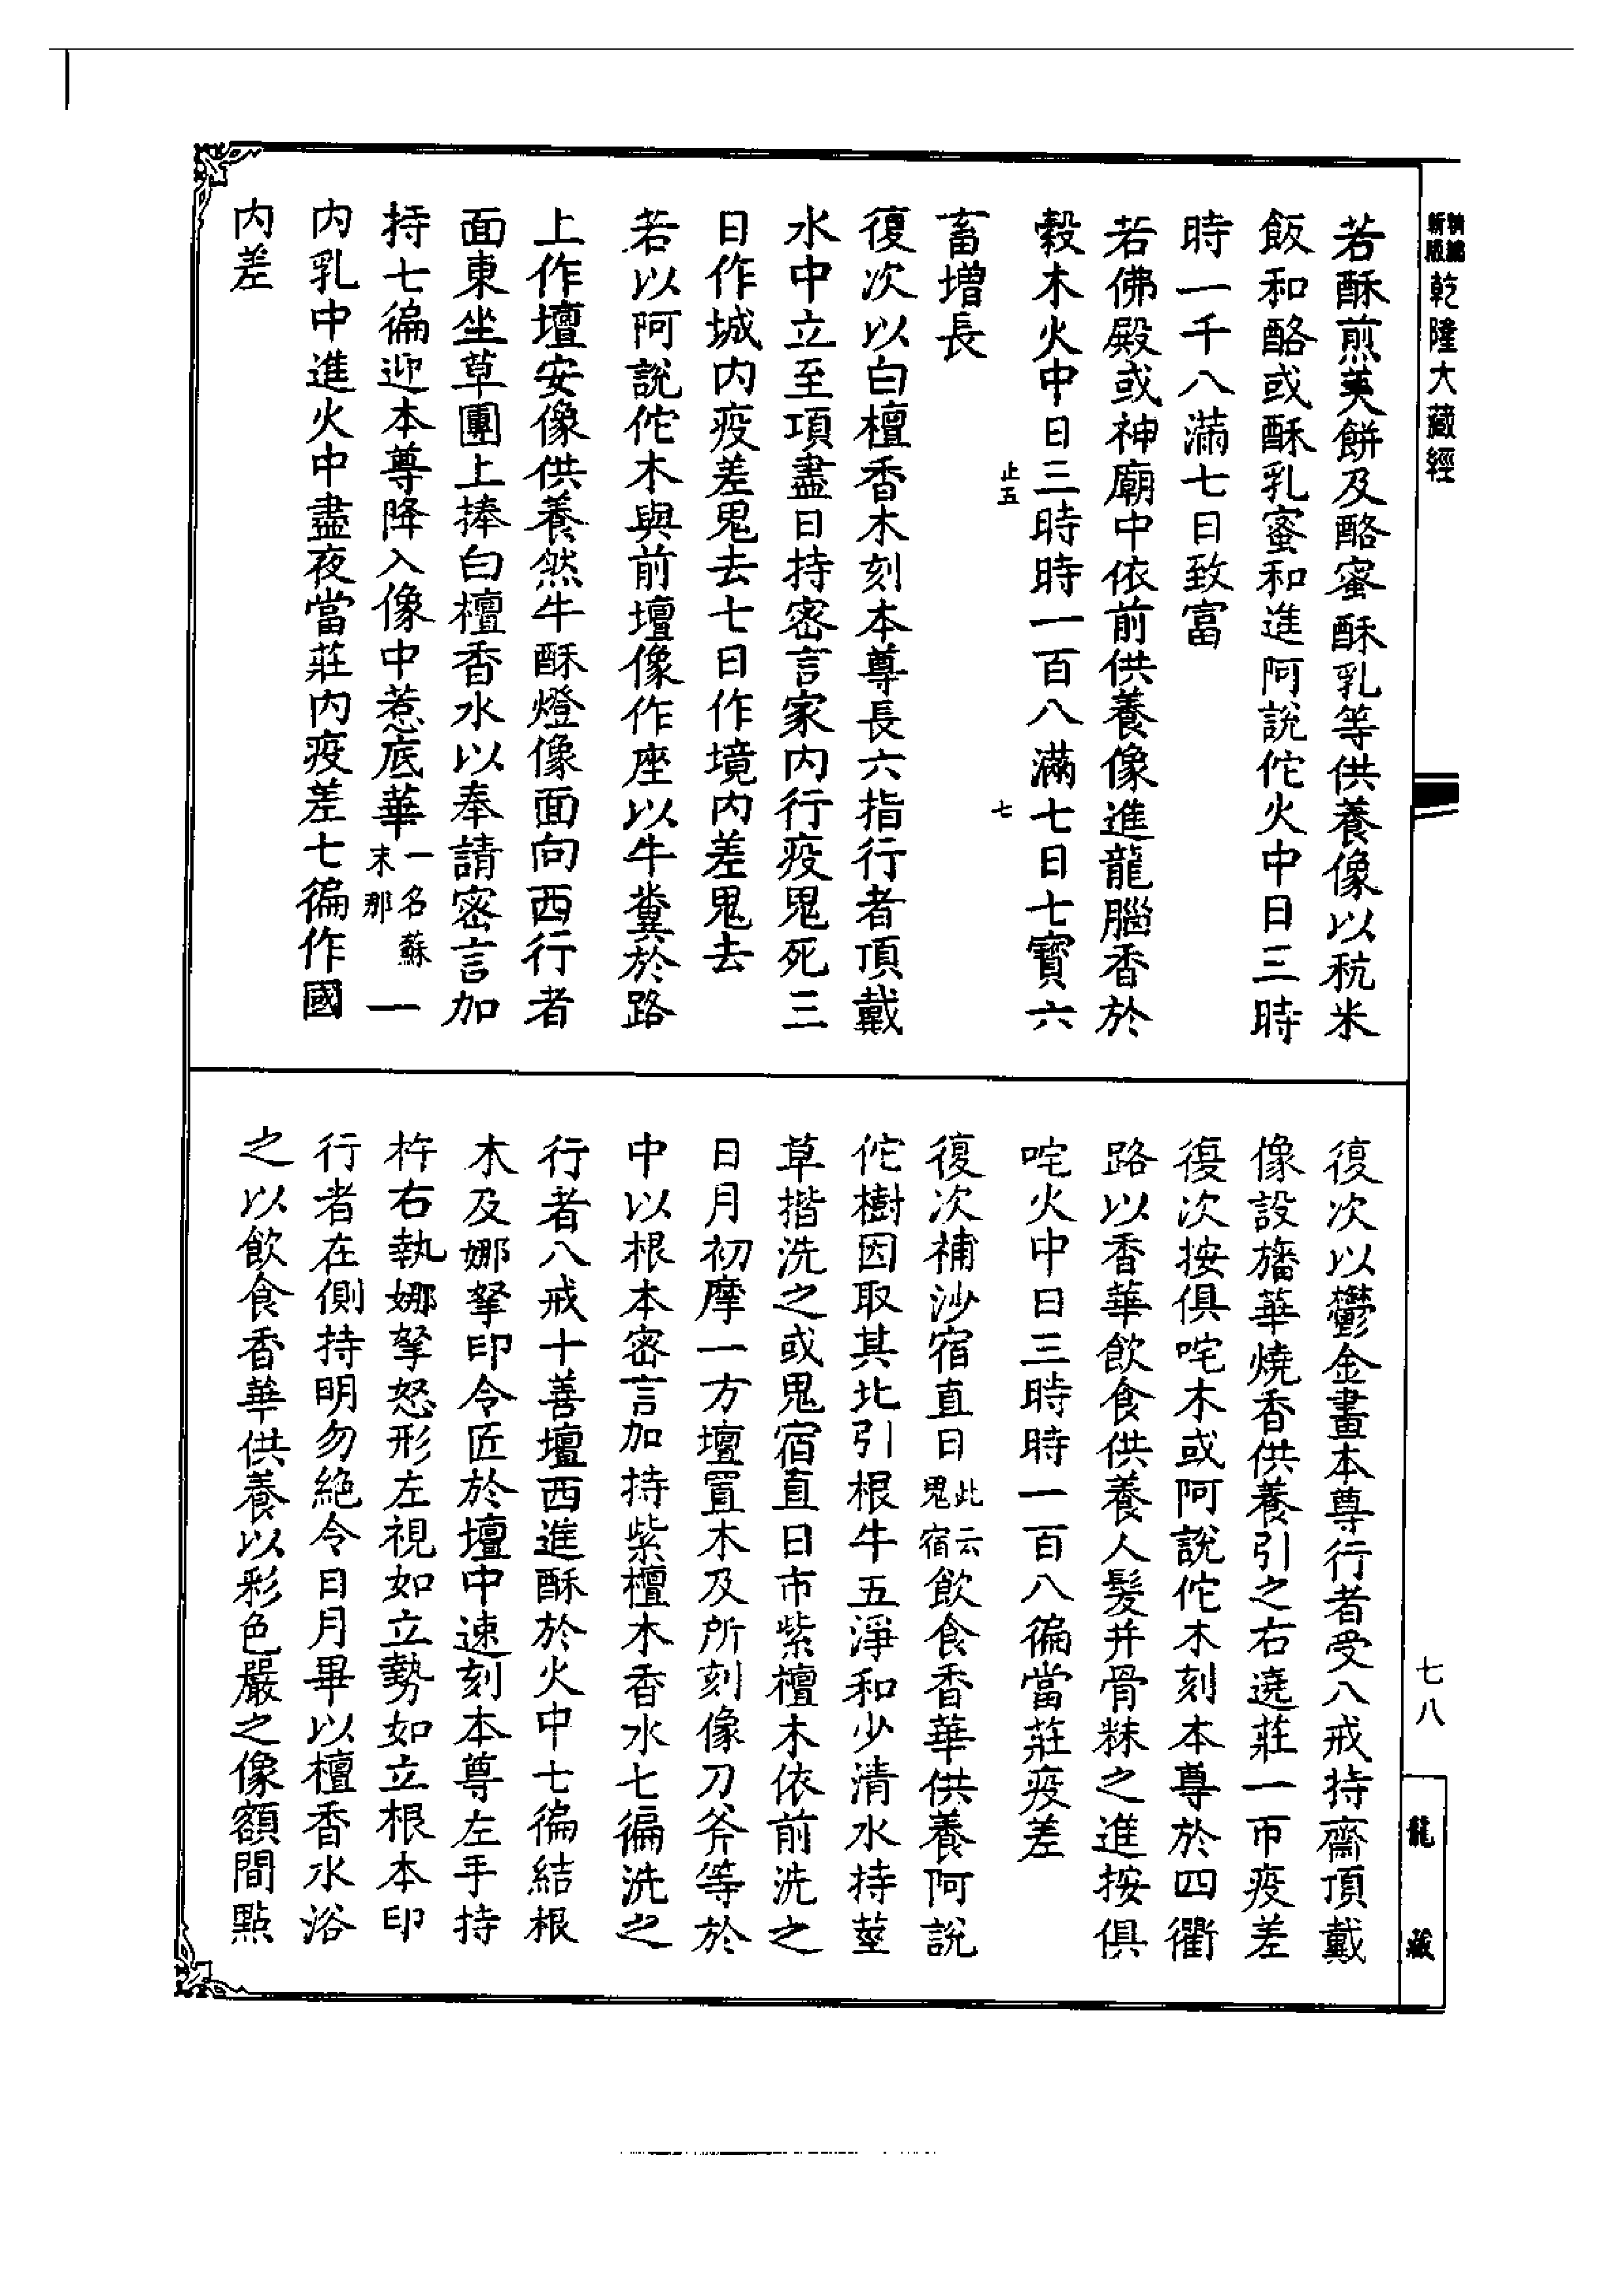 新編
新版
乾隆大藏經
若酥煎䴵餅及酪蜜酥乳等供養像以秔米
飯和酪或酥乳蜜和進阿說佗火中日三時
時一千八滿七日致富
若佛殿或神廟中依前供養像進龍腦香於
穀木火中日三時時一百八滿七日七寶六
止五
七
畜增長
復次以白檀香木刻本尊長六指行者頂戴
水中立至項盡日持密言家內行疫鬼死三
日作城內疫差鬼去七日作境內差鬼去
若以阿說佗木與前壇像作座以牛糞於路
上作壇安像供養然牛酥燈像面向西行者
面東坐草團上捧白檀香水以奉請密言加
持七徧迎本尊降入像中惹底華一名蘇末那一
內乳中進火中盡夜當莊內疫差七徧作國
內差
復次以鬱金畫本尊行者受八戒持齋頂戴
像設旛華燒香供養引之右遶莊一帀疫差
復次按俱咤木或阿說佗木刻本尊於四衢
路以香華飲食供養人髮并骨粖之進按俱
咤火中日三時時一百八徧當莊疫差
復次補沙宿直日此云鬼宿飲食香華供養阿說
佗樹因取其北引根牛五淨和少清水持莖
草揩洗之或鬼宿直日市紫檀木依前洗之
日月初摩一方壇置木及所刻像刀斧等於
中以根本密言加持紫檀木香水七徧洗之
行者八戒十善壇西進酥於火中七徧結根
木及娜拏印令匠於壇中速刻本尊左手持
杵右執娜拏怒形左視如立勢如立根本印
行者在側持明勿絕令日月畢以檀香水浴
之以飲食香華供養以彩色嚴之像額間點
七八
龍藏